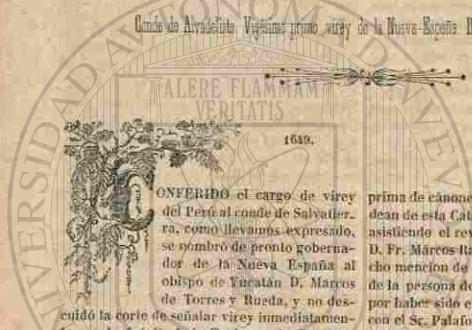 Conde de Alvadeliste Vigésimo primo virey de la Nueva-España.
ALERE FLAMMAM
VERITATIS
1649.
CONFERIDO el cargo de virey
del Perú al conde de Salvatier-
ra, como llevamos expresado,
se nombró de pronto goberna-
dor de la Nueva España al
obispo de Yucatán D. Marcos
de Torres y Rueda, y no des-
cuidó la corte de señalar virey inmediatamen-
prima de cánone
dean de esta Cat
asistiendo el rev
D. Fr. Márcos Ra
cho mencion de
de la persona de
por haber sido e
con el Sr. Palafo